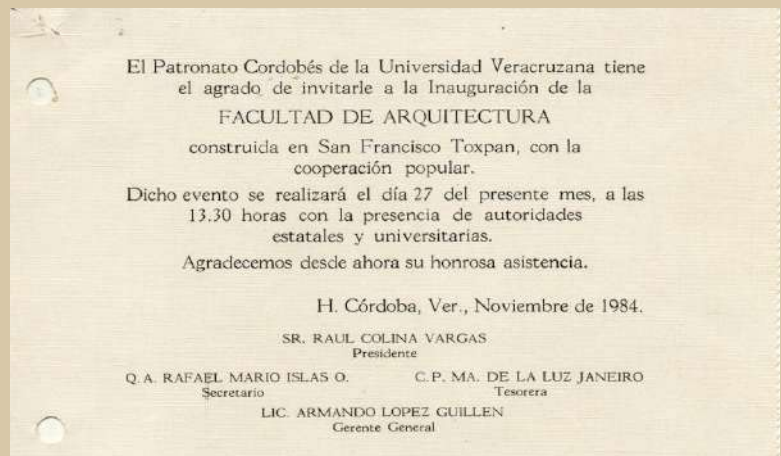 El Patronato Cordobés de la Universidad Veracruzana tiene
el agrado de invitarle a la Inauguración de la
FACULTAD DE ARQUITECTURA
construida en San Francisco Toxpan, con la
cooperación popular.
Dicho evento se realizará el día 27 del presente mes, a las
13.30 horas con la presencia de autoridades
estatales y universitarias.
Agradecemos desde ahora su honrosa asistencia.
H. Córdoba, Ver., Noviembre de 1984.
SR. RAUL COLINA VARGAS
Presidente
Q. A. RAFAEL MARIO ISLAS O. C. P. MA. DE LA LUZ JANEIRO
Secretario Tesorera
LIC. ARMANDO LOPEZ GUILLEN
Gerente General